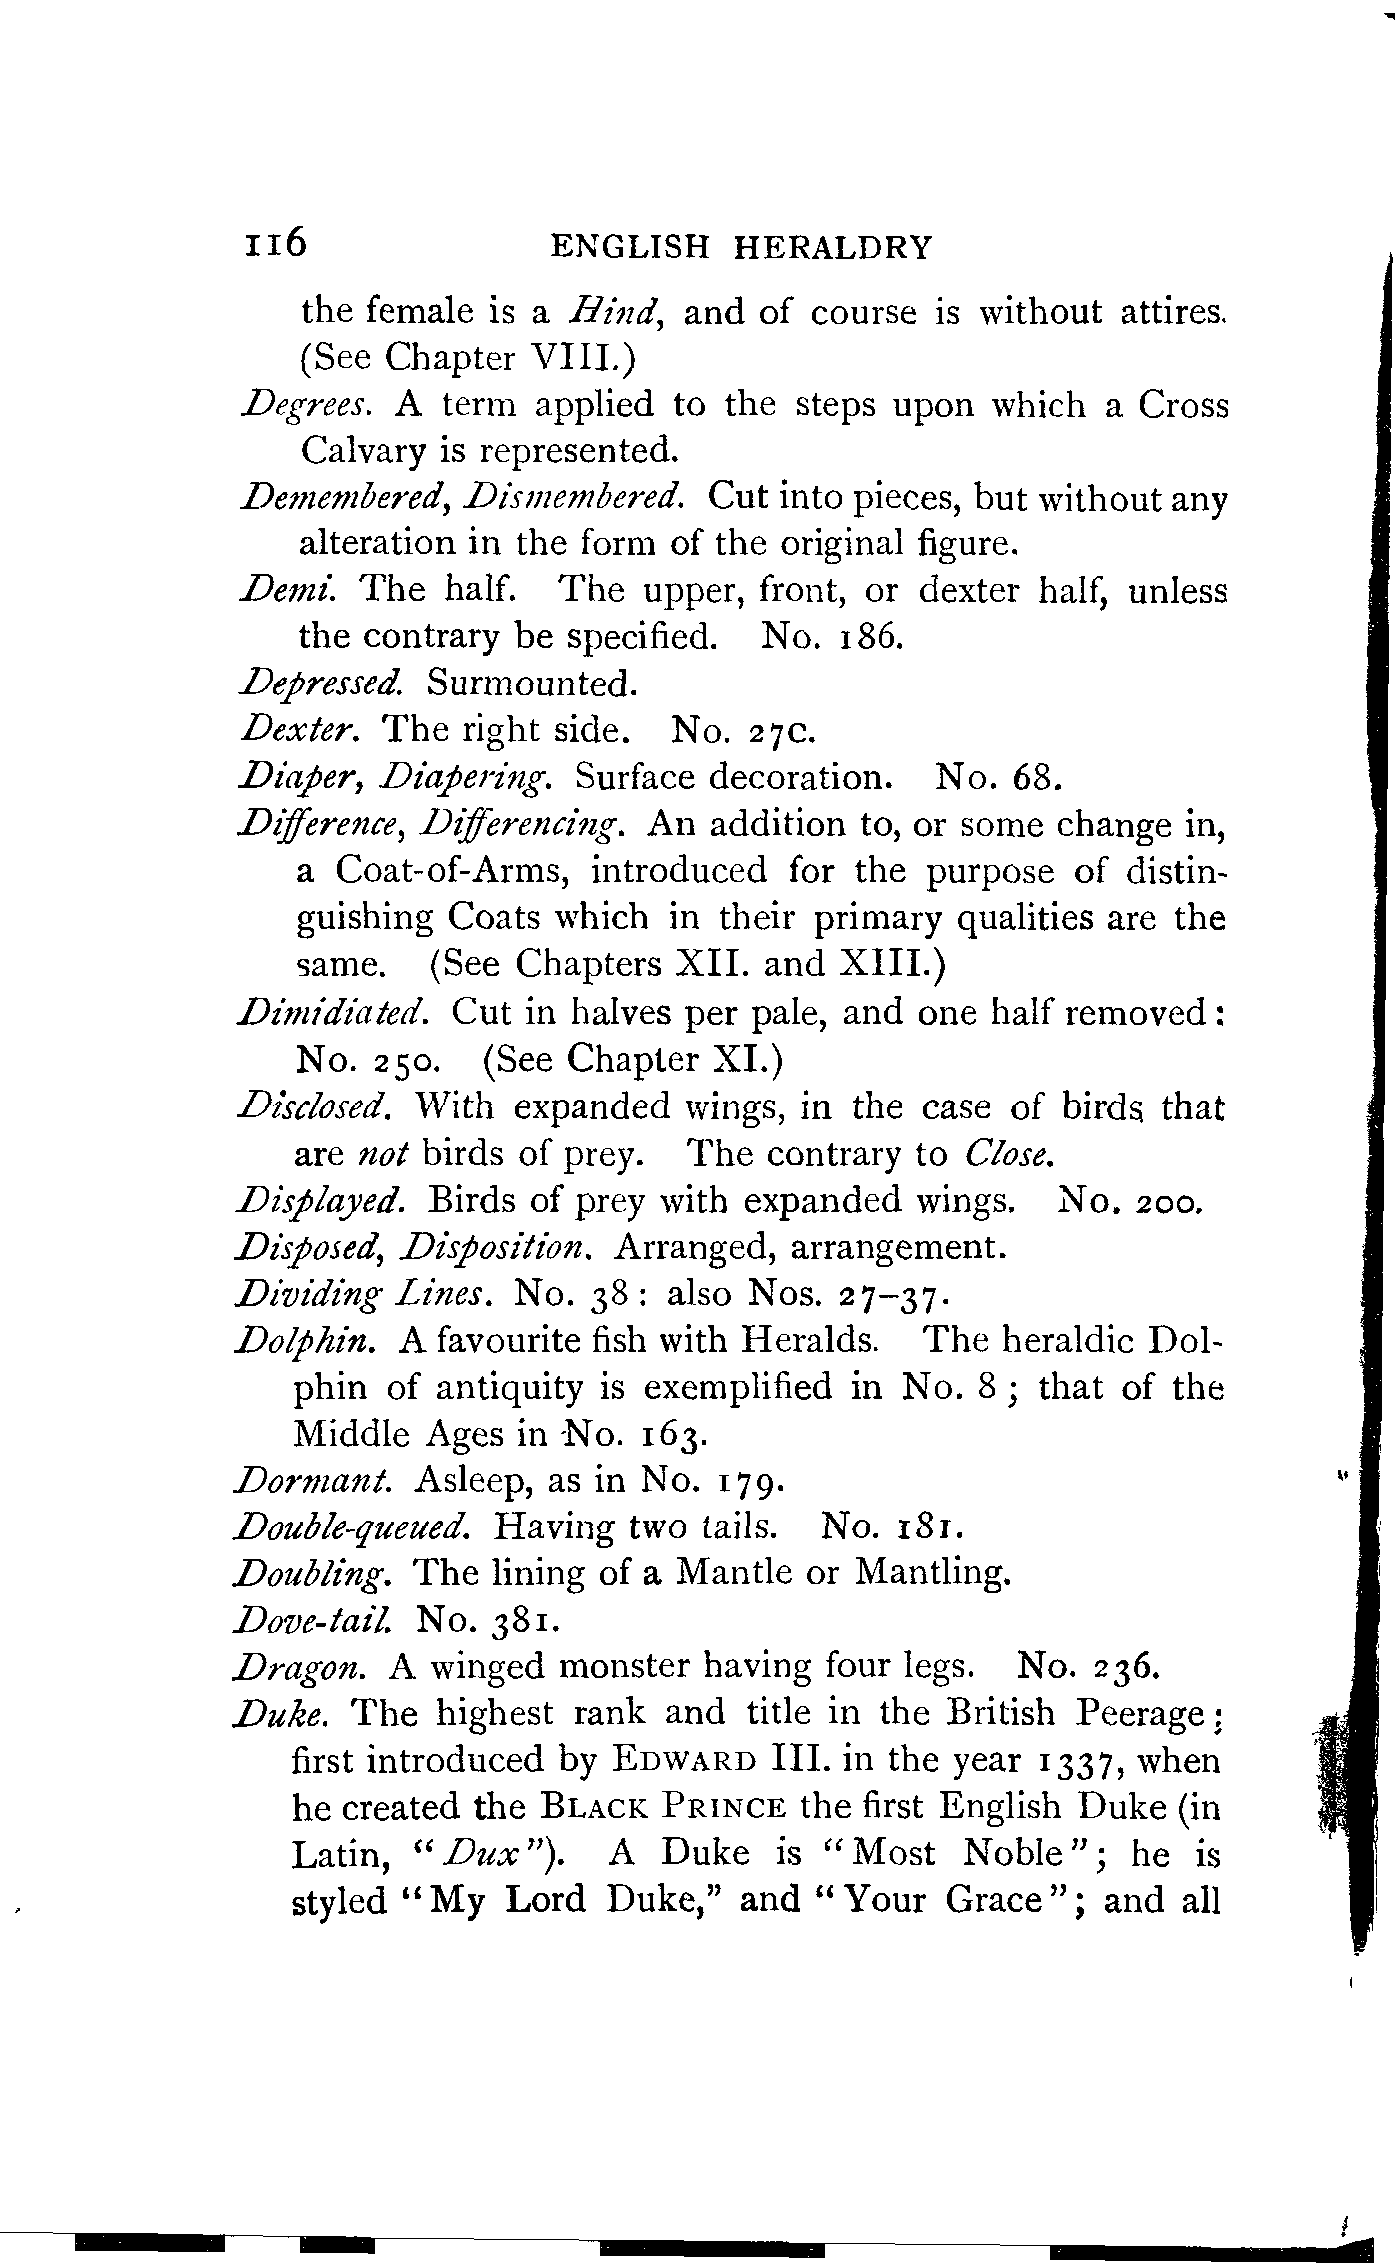 116 ENGLISH HERALDRY
the female is a Hind, and of course is without attires.
(See Chapter VIII.)
Degrees. A term applied to the steps upon which a Cross
Calvary is represented.
Demembered, Dismembered. Cut into pieces, but without any
alteration in the form of the original figure.
Demi. The half. The upper, front, or dexter half, unless
the contrary be specified. No. 186.
Depressed. Surmounted.
Dexter. The right side. No. 27C.
Diaper, Diapering. Surface decoration. No. 68.
Difference, Differencing. An addition to, or some change in,
a Coat-of-Arms, introduced for the purpose of distin-
guishing Coats which in their primary qualities are the
same. (See Chapters XII. and XIII.)
Dimidiated. Cut in halves per pale, and one half removed:
No. 250. (See Chapter XI.)
Disclosed. With expanded wings, in the case of birds that
are not birds of prey. The contrary to Close.
Displayed. Birds of prey with expanded wings. No. 200.
Disposed, Disposition. Arranged, arrangement.
Dividing Lines. No. 38: also Nos. 27–37.
Dolphin. A favourite fish with Heralds. The heraldic Dol-
phin of antiquity is exemplified in No. 8; that of the
Middle Ages in No. 163.
Dormant. Asleep, as in No. 179.
Double-queued. Having two tails. No. 181.
Doubling. The lining of a Mantle or Mantling.
Dove-tail. No. 381.
Dragon. A winged monster having four legs. No. 236.
Duke. The highest rank and title in the British Peerage;
first introduced by EDWARD III. in the year 1337, when
he created the BLACK PRINCE the first English Duke (in
Latin, "Dux"). A Duke is "Most Noble"; he is
styled "My Lord Duke," and "Your Grace"; and all